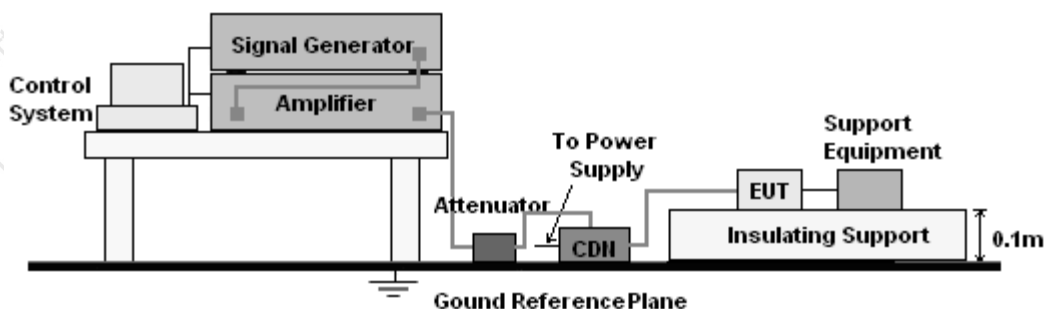 Signal Generator
Control
System
Amplifier
To Power
Supply
Support
Equipment
Attenuator
EUT
CDN
Insulating Support
0.1m
Gound Reference Plane